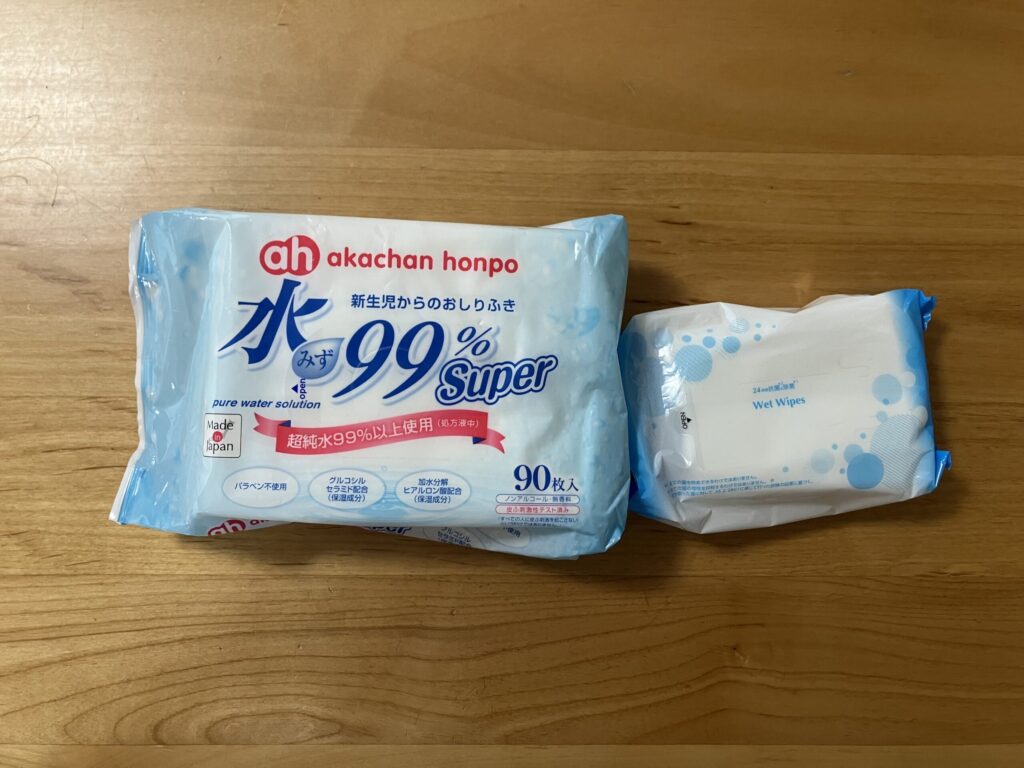 ah akachan honpo
新生児からのおしりふき
水 みず 99% Super
open
pure water solution
Made in Japan
超純水99%以上使用(処方液中)
パラベン不使用
グルコシル
セラミド配合
(保湿成分)
加水分解
ヒアルロン酸配合
(保湿成分)
90枚入
ノンアルコール・無香料
皮ふ刺激性テスト済み
ah akachan
OPEN
Wet Wipes